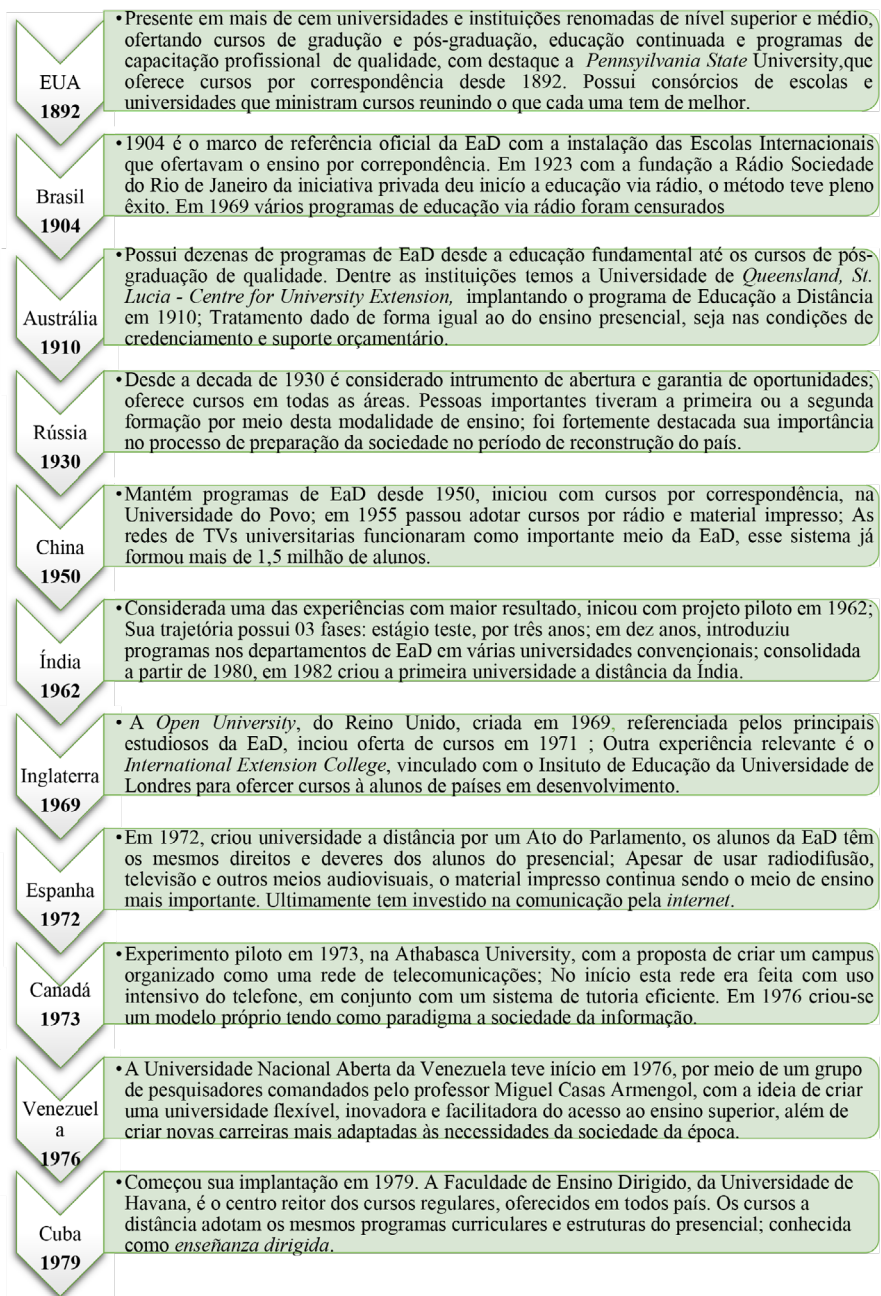 •Presente em mais de cem universidades e instituições renomadas de nível superior e médio,
ofertando cursos de gradução e pós-graduação, educação continuada e programas de
capacitação profissional de qualidade, com destaque a Pennsyilvania State University,que
oferece cursos por correspondência desde 1892. Possui consórcios de escolas e
universidades que ministram cursos reunindo o que cada uma tem de melhor.
EUA
1892
•1904 é o marco de referência oficial da EaD com a instalação das Escolas Internacionais
que ofertavam o ensino por correpondência. Em 1923 com a fundação a Rádio Sociedade
do Rio de Janeiro da iniciativa privada deu inicío a educação via rádio, o método teve pleno
êxito. Em 1969 vários programas de educação via rádio foram censurados
Brasil
1904
•Possui dezenas de programas de EaD desde a educação fundamental até os cursos de pós-
graduação de qualidade. Dentre as instituições temos a Universidade de Queensland, St.
Lucia - Centre for University Extension, implantando o programa de Educação a Distância
em 1910; Tratamento dado de forma igual ao do ensino presencial, seja nas condições de
credenciamento e suporte orçamentário.
Austrália
1910
•Desde a decada de 1930 é considerado intrumento de abertura e garantia de oportunidades;
oferece cursos em todas as áreas. Pessoas importantes tiveram a primeira ou a segunda
formação por meio desta modalidade de ensino; foi fortemente destacada sua importância
no processo de preparação da sociedade no período de reconstrução do país.
Rússia
1930
•Mantém programas de EaD desde 1950, iniciou com cursos por correspondência, na
Universidade do Povo; em 1955 passou adotar cursos por rádio e material impresso; As
redes de TVs universitarias funcionaram como importante meio da EaD, esse sistema já
formou mais de 1,5 milhão de alunos.
China
1950
•Considerada uma das experiências com maior resultado, inicou com projeto piloto em 1962;
Sua trajetória possui 03 fases: estágio teste, por três anos; em dez anos, introduziu
programas nos departamentos de EaD em várias universidades convencionais; consolidada
a partir de 1980, em 1982 criou a primeira universidade a distância da Índia.
Índia
1962
• A Open University, do Reino Unido, criada em 1969, referenciada pelos principais
estudiosos da EaD, inciou oferta de cursos em 1971 ; Outra experiência relevante é o
International Extension College, vinculado com o Insituto de Educação da Universidade de
Londres para ofercer cursos à alunos de países em desenvolvimento.
Inglaterra
1969
•Em 1972, criou universidade a distância por um Ato do Parlamento, os alunos da EaD têm
os mesmos direitos e deveres dos alunos do presencial; Apesar de usar radiodifusão,
televisão e outros meios audiovisuais, o material impresso continua sendo o meio de ensino
mais importante. Ultimamente tem investido na comunicação pela internet.
Espanha
1972
•Experimento piloto em 1973, na Athabasca University, com a proposta de criar um campus
organizado como uma rede de telecomunicações; No início esta rede era feita com uso
intensivo do telefone, em conjunto com um sistema de tutoria eficiente. Em 1976 criou-se
um modelo próprio tendo como paradigma a sociedade da informação.
Canadá
1973
•A Universidade Nacional Aberta da Venezuela teve início em 1976, por meio de um grupo
de pesquisadores comandados pelo professor Miguel Casas Armengol, com a ideia de criar
uma universidade flexível, inovadora e facilitadora do acesso ao ensino superior, além de
criar novas carreiras mais adaptadas às necessidades da sociedade da época.
Venezuel
a
1976
•Começou sua implantação em 1979. A Faculdade de Ensino Dirigido, da Universidade de
Havana, é o centro reitor dos cursos regulares, oferecidos em todos país. Os cursos a
distância adotam os mesmos programas curriculares e estruturas do presencial; conhecida
como enseñanza dirigida.
Cuba
1979